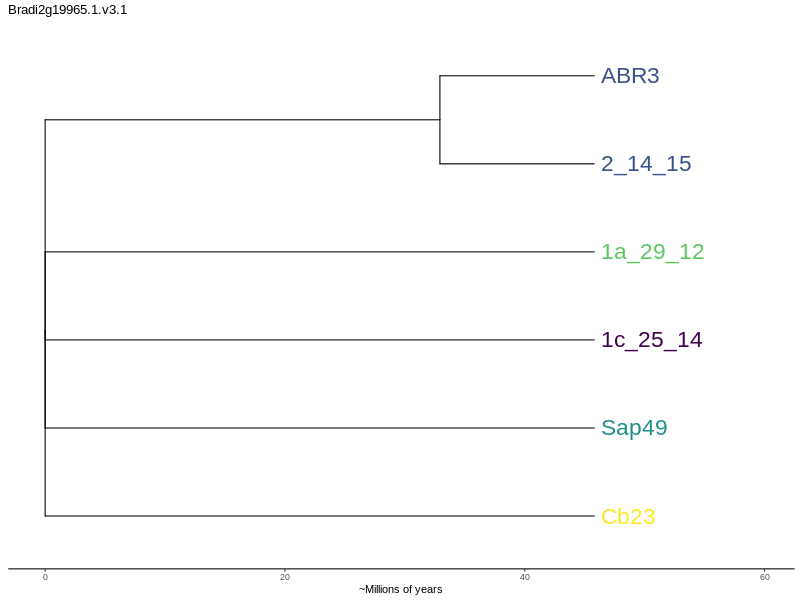 Bradi2g19965.1.v3.1
ABR3
2_14_15
1a_29_12
1c_25_14
Sap49
Cb23
0 20 40 60
~Millions of years